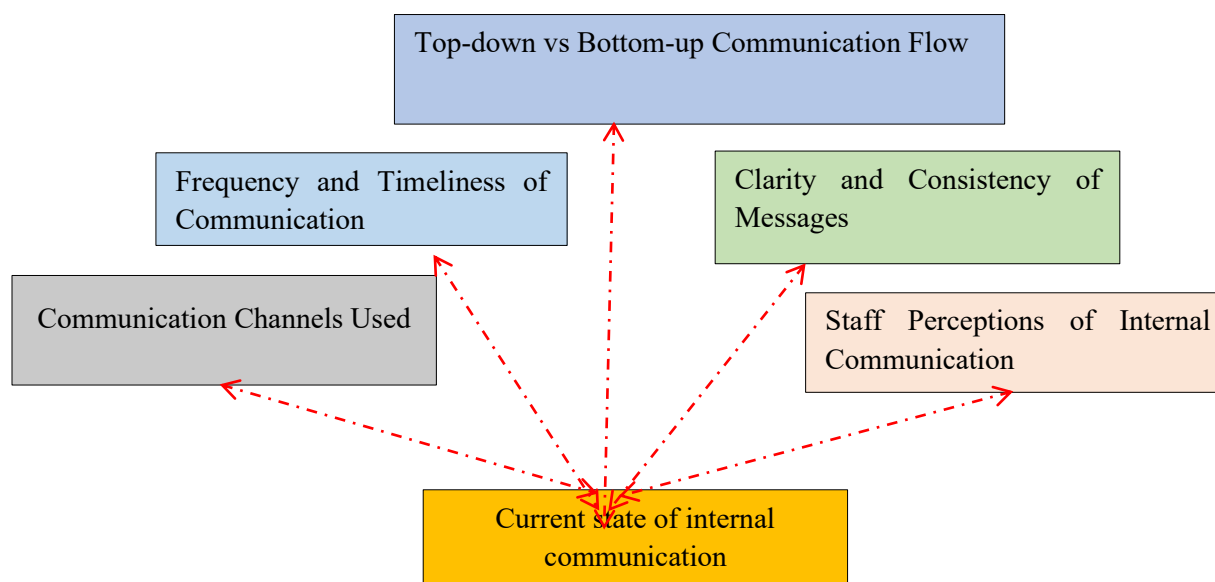 Top-down vs Bottom-up Communication Flow
Frequency and Timeliness of
Communication
Clarity and Consistency of
Messages
Communication Channels Used
Staff Perceptions of Internal
Communication
Current state of internal
communication